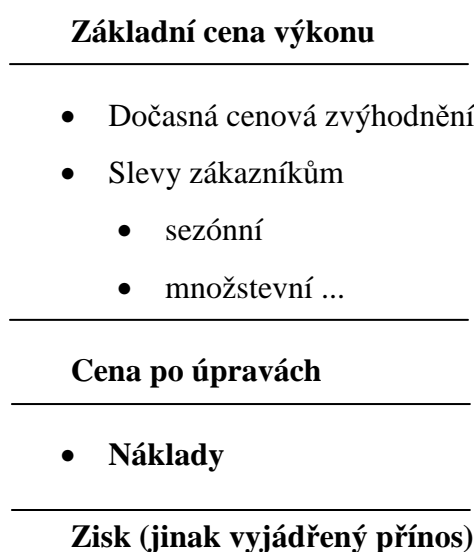 Základní cena výkonu
• Dočasná cenová zvýhodnění
• Slevy zákazníkům
• sezónní
• množstevní ...
Cena po úpravách
• Náklady
Zisk (jinak vyjádřený přínos)